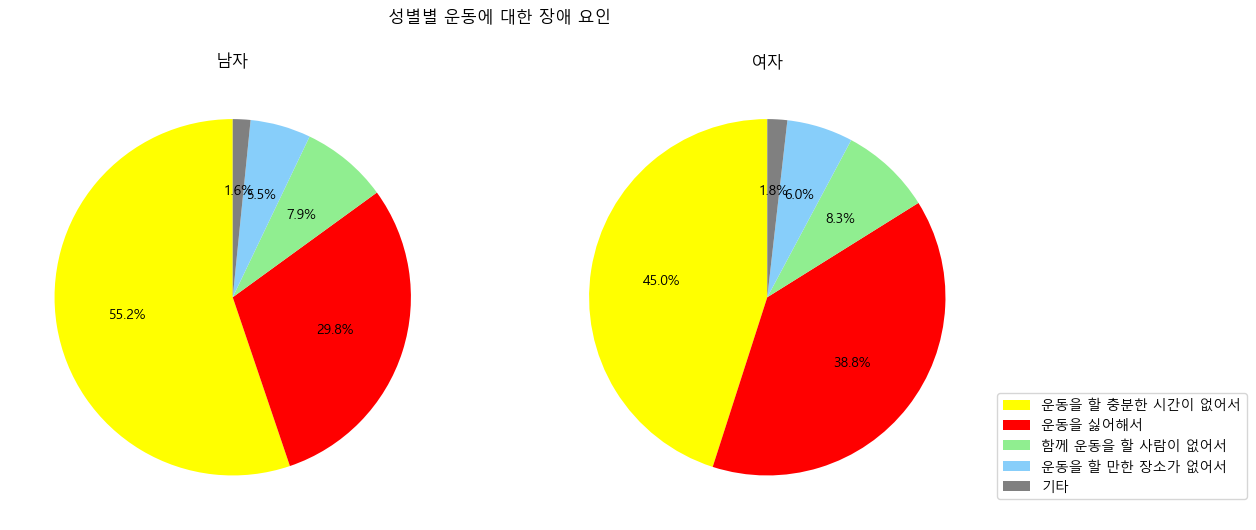 성별별 운동에 대한 장애 요인
남자
여자
1.6%
5.5%
7.9%
29.8%
55.2%
1.8%
6.0%
8.3%
38.8%
45.0%
운동을 할 충분한 시간이 없어서
운동을 싫어해서
함께 운동을 할 사람이 없어서
운동을 할 만한 장소가 없어서
기타